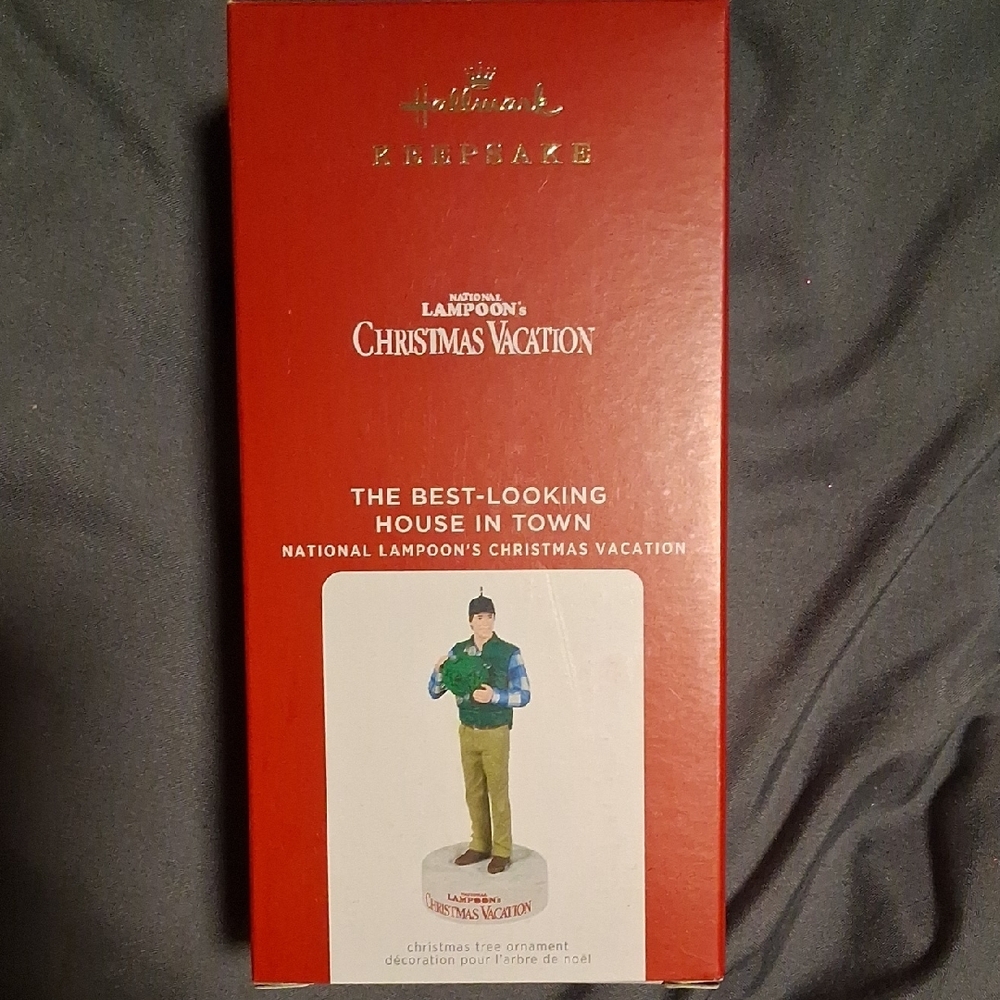 Hallmark
KEEPSAKE
NATIONAL
LAMPOON's
CHRISTMAS VACATION
THE BEST-LOOKING
HOUSE IN TOWN
NATIONAL LAMPOON'S CHRISTMAS VACATION
NATIONAL
LAMPOON's
CHRISTMAS VACATION
christmas tree ornament
décoration pour l'arbre de noël